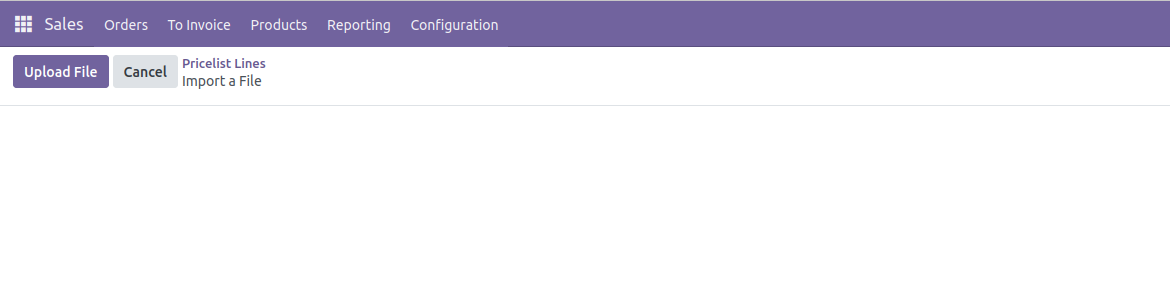 Sales Orders To Invoice Products Reporting Configuration
Upload File Cancel Pricelist Lines
Import a File